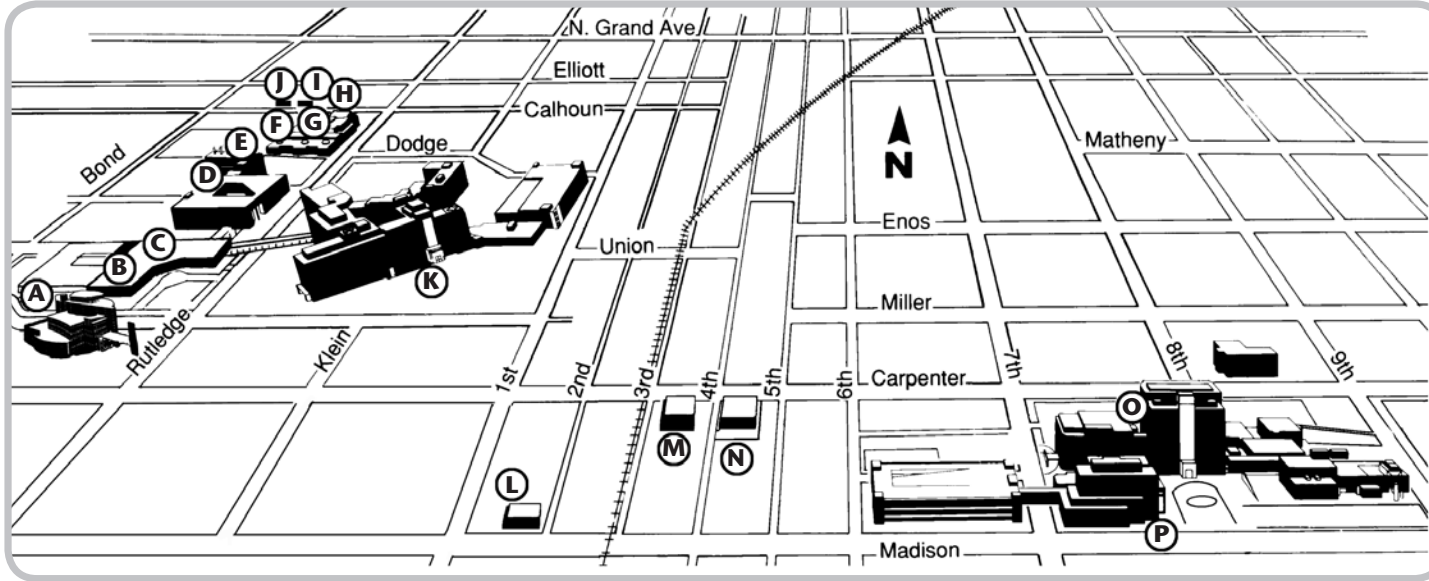 N. Grand Ave.
Elliott
J I H
Calhoun
F G
E
Dodge
Matheny
Bond
N
D
Enos
C
Union
B
K
A
Miller
Rutledge
Klein
1st
2nd
3rd
4th
5th
6th
Carpenter
7th
8th
9th
O
M
N
L
P
Madison